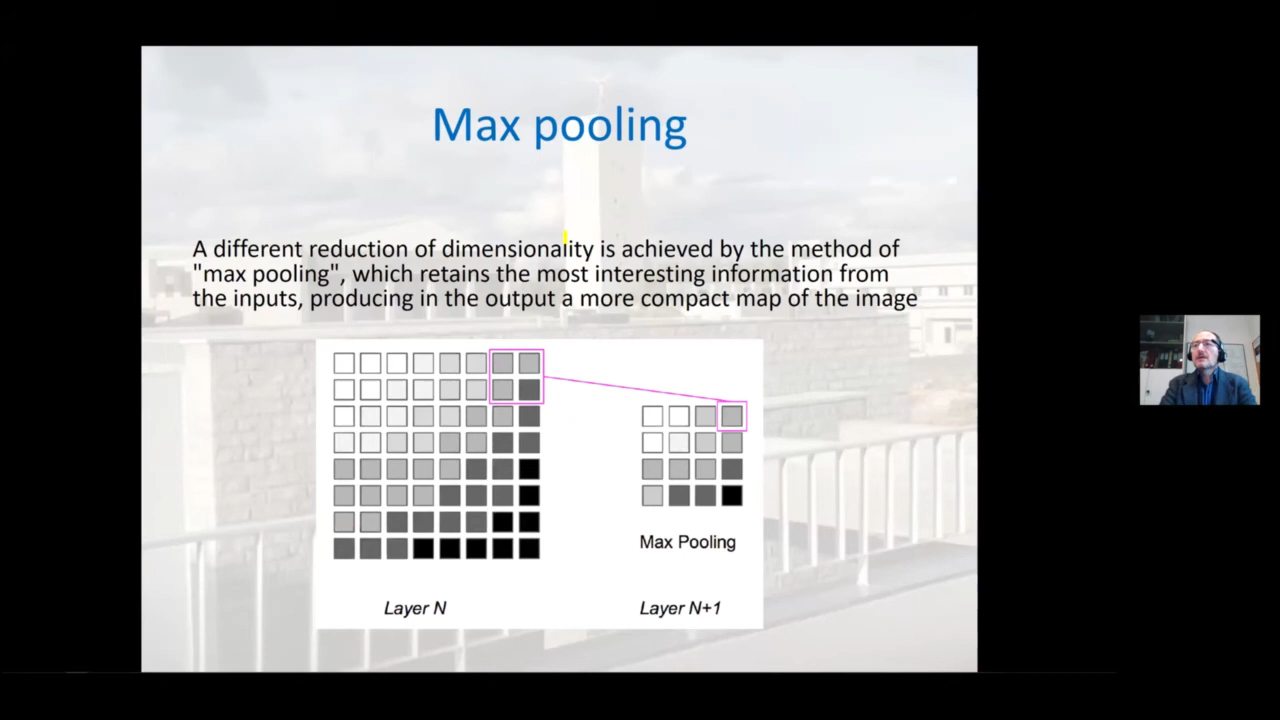 Max pooling
A different reduction of dimensionality is achieved by the method of
"max pooling", which retains the most interesting information from
the inputs, producing in the output a more compact map of the image
Max Pooling
Layer N
Layer N+1